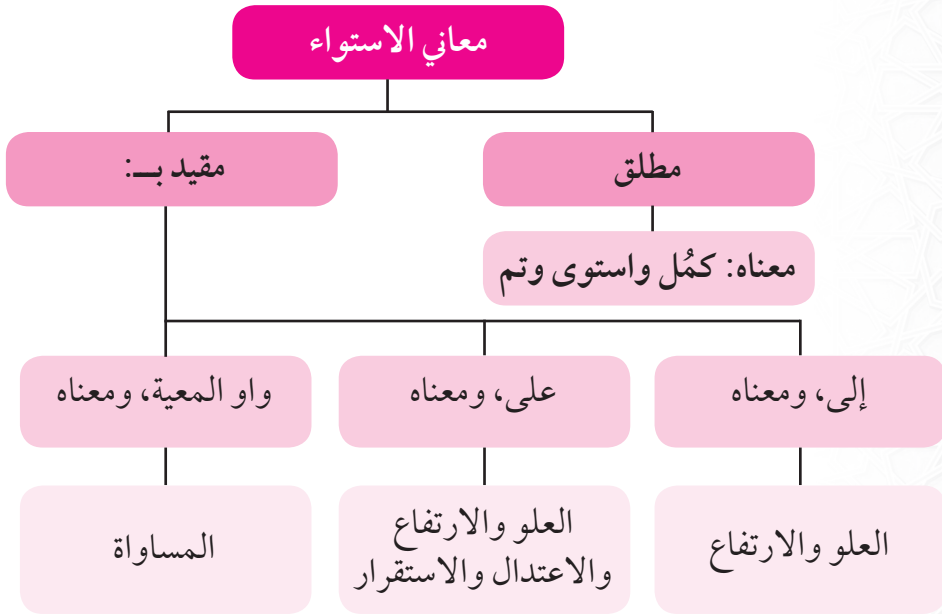 معاني الاستواء
مطلق
مقيد بــ:
معناه: كمُل واستوى وتم
إلى، ومعناه
على، ومعناه
واو المعية، ومعناه
العلو والارتفاع
العلو والارتفاع
والاعتدال والاستقرار
المساواة